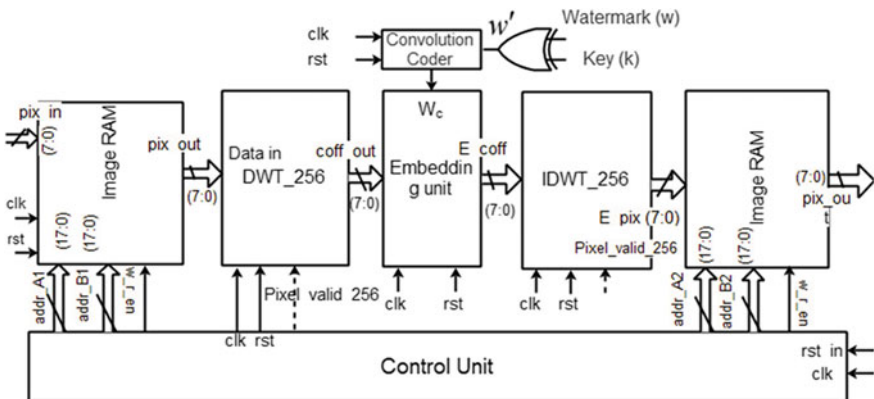 clk
rst
Convolution
Coder
w'
Watermark (w)
Key (k)
pix_in
(7:0)
Image RAM
pix_out
clk
rst
(17:0)
(17:0)
addr_A1
addr_B1
w_r_en
(7:0)
Data in
DWT_256
coff_out
(7:0)
Pixel_valid_256
clk rst
Wc
Embeddin
g unit
E_coff
(7:0)
clk
rst
IDWT_256
E_pix (7:0)
Pixel_valid_256
clk
rst
Image RAM
(7:0)
pix_ou
t
(17:0)
(17:0)
addr_A2
addr_B2
w_r_en
Control Unit
rst in
clk